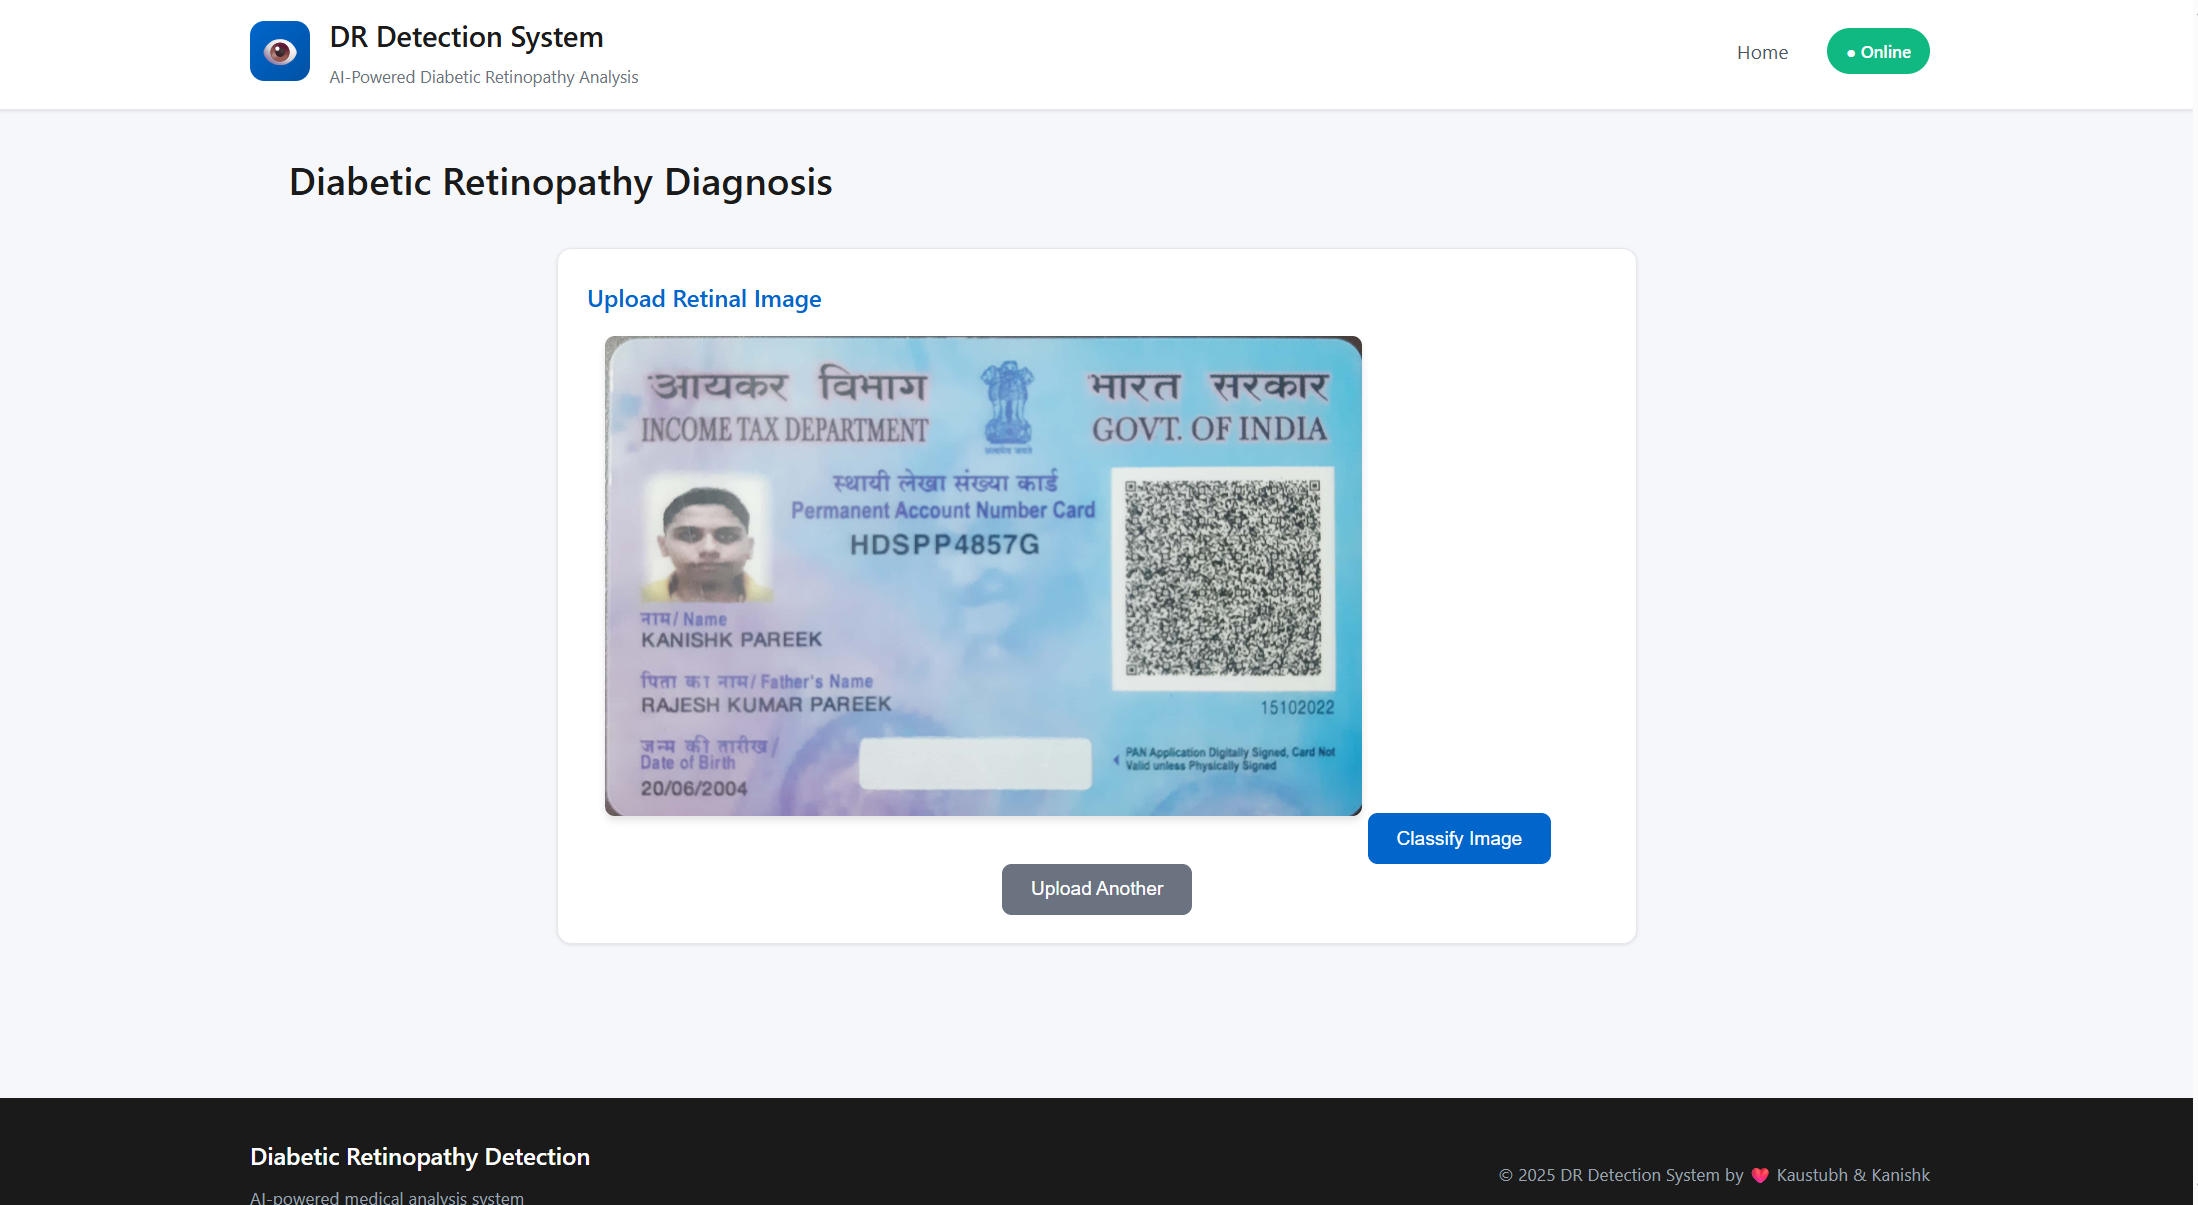 DR Detection System
AI-Powered Diabetic Retinopathy Analysis
Home
● Online
Diabetic Retinopathy Diagnosis
Upload Retinal Image
आयकर विभाग
INCOME TAX DEPARTMENT
भारत सरकार
GOVT. OF INDIA
सत्यमेव जयते
स्थायी लेखा संख्या कार्ड
Permanent Account Number Card
HDSPP4857G
नाम/ Name
KANISHK PAREEK
पिता का नाम/ Father's Name
RAJESH KUMAR PAREEK
15102022
जन्म की तारीख/
Date of Birth
20/06/2004
PAN Application Digitally Signed, Card Not
Valid unless Physically Signed
Classify Image
Upload Another
Diabetic Retinopathy Detection
AI-powered medical analysis system
© 2025 DR Detection System by ❤️ Kaustubh & Kanishk